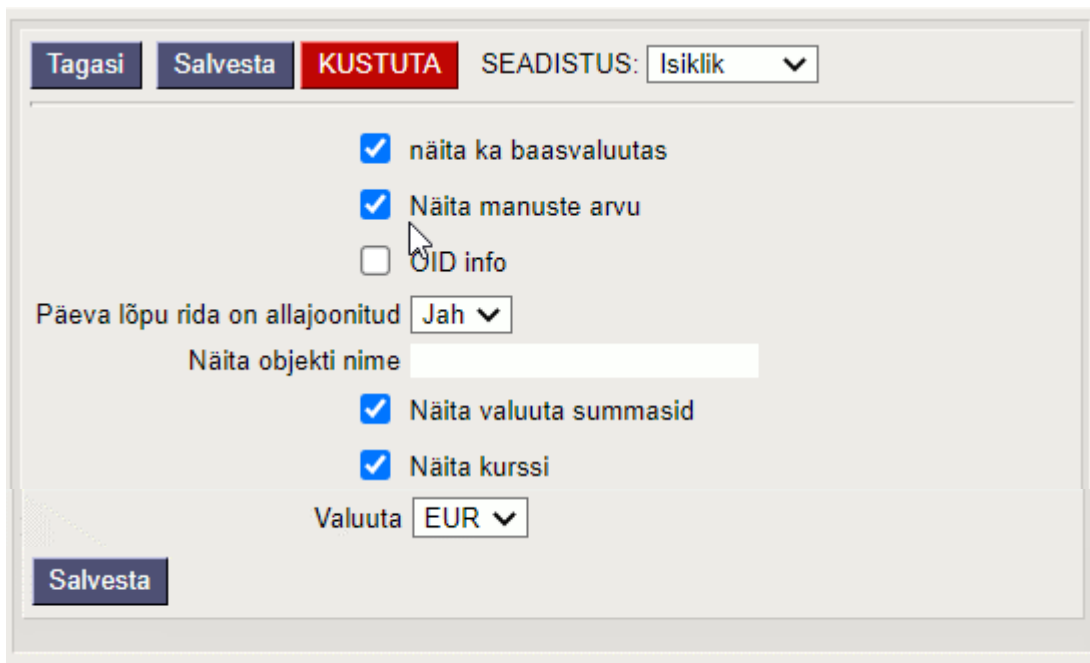 Tagasi Salvesta KUSTUTA SEADISTUS: Isiklik
näita ka baasvaluutas
Näita manuste arvu
OID info
Päeva lõpu rida on allajoonitud Jah
Näita objekti nime
Näita valuuta summasid
Näita kurssi
Valuuta EUR
Salvesta